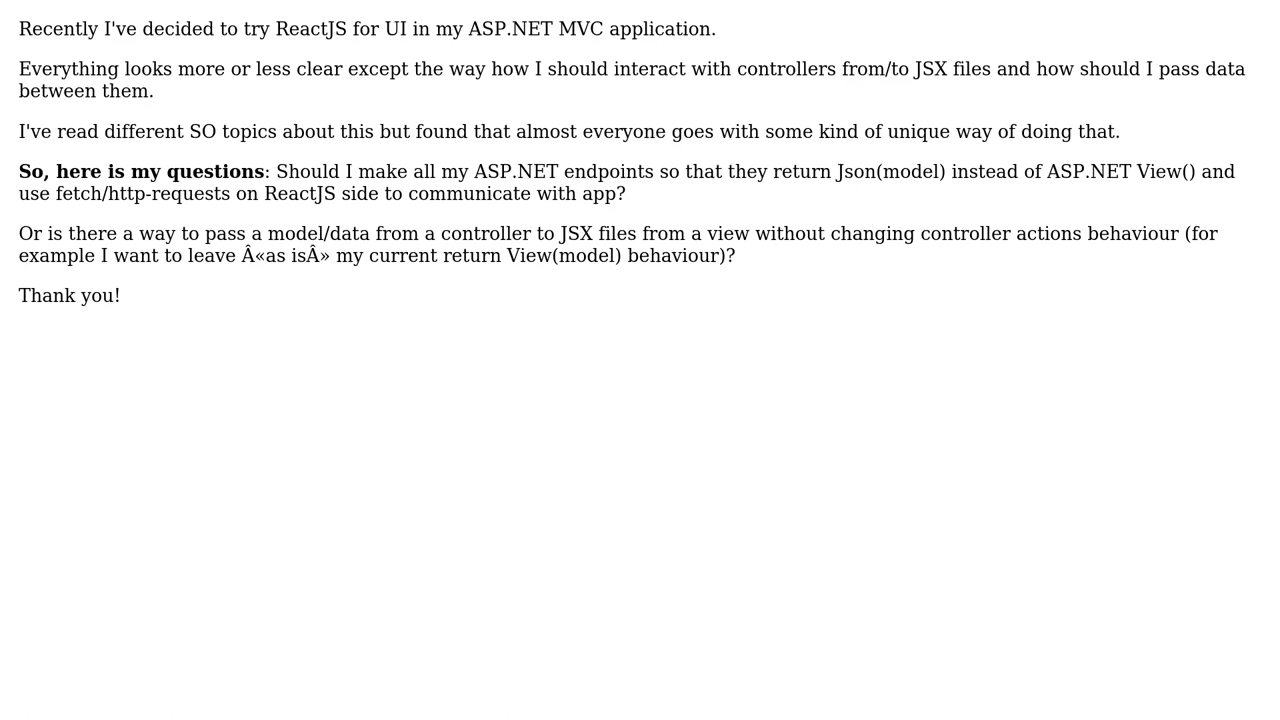 Recently I've decided to try ReactJS for UI in my ASP.NET MVC application.
Everything looks more or less clear except the way how I should interact with controllers from/to JSX files and how should I pass data
between them.
I've read different SO topics about this but found that almost everyone goes with some kind of unique way of doing that.
So, here is my questions: Should I make all my ASP.NET endpoints so that they return Json(model) instead of ASP.NET View() and
use fetch/http-requests on ReactJS side to communicate with app?
Or is there a way to pass a model/data from a controller to JSX files from a view without changing controller actions behaviour (for
example I want to leave Â«as isÂ» my current return View(model) behaviour)?
Thank you!